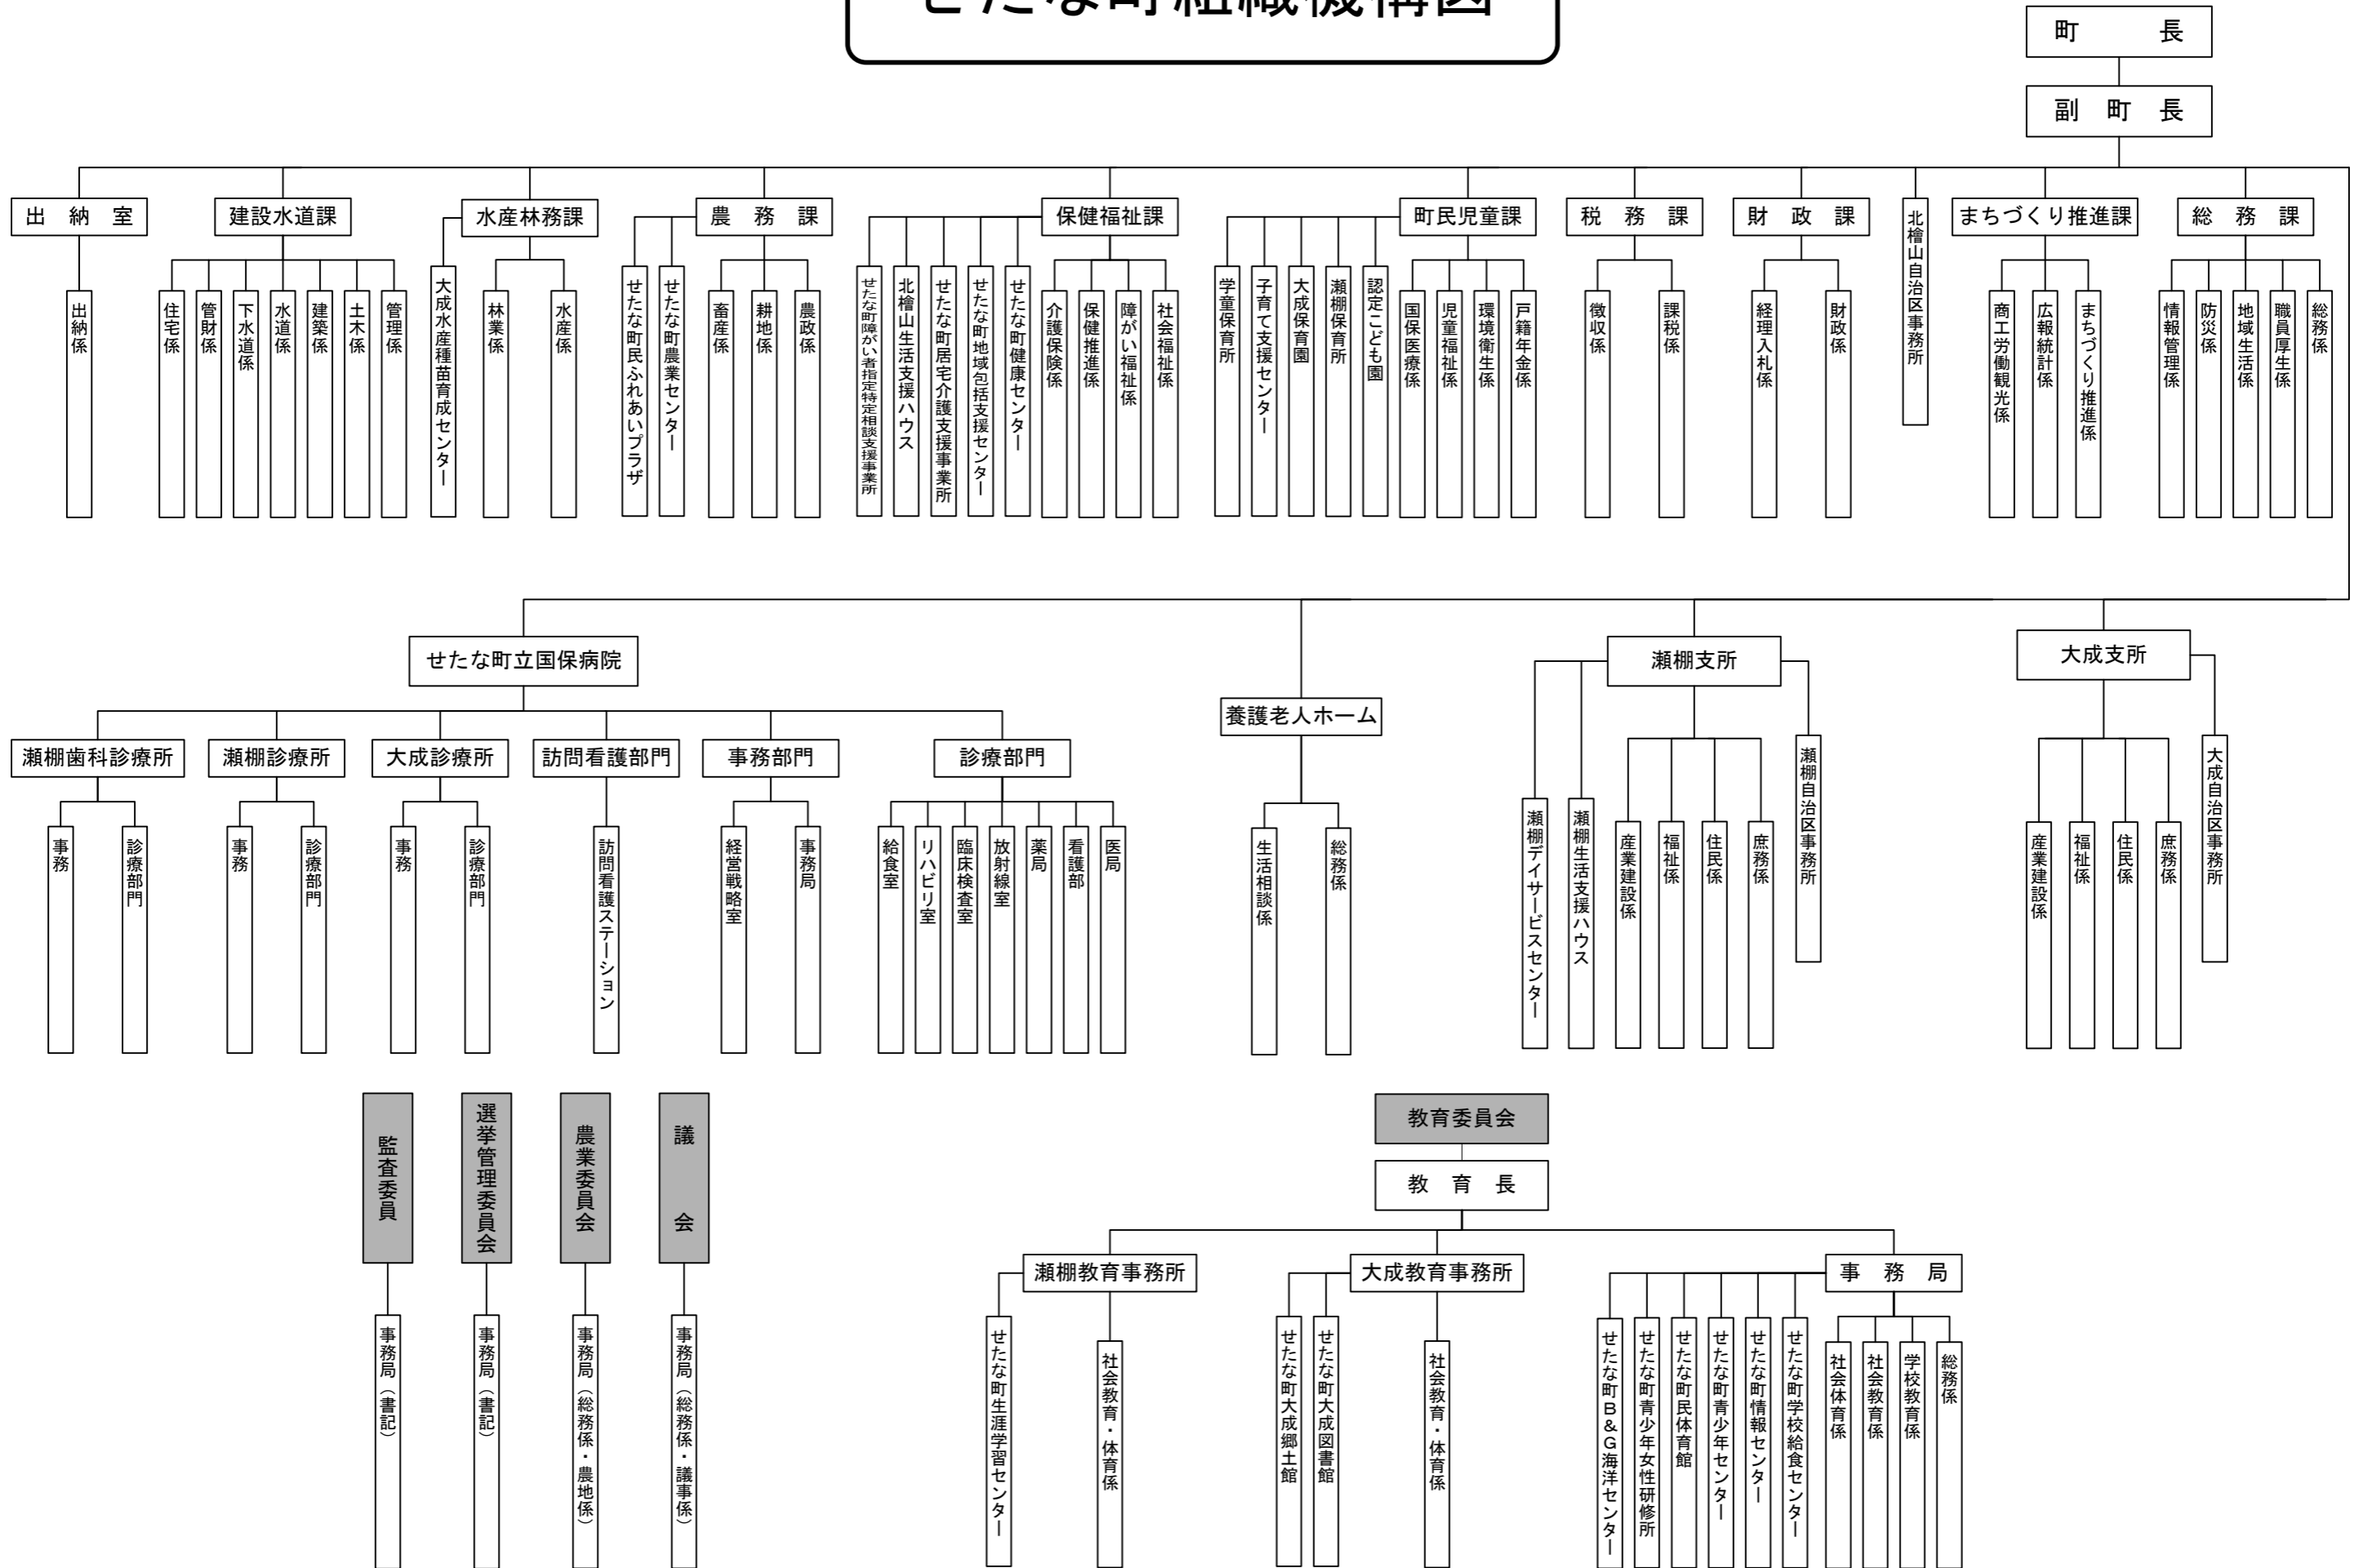 せたな町組織機構図
町　長
副　町　長
出　納　室
建設水道課
水産林務課
農　務　課
保健福祉課
町民児童課
税　務　課
財　政　課
北檜山自治区事務所
まちづくり推進課
総　務　課
出納係
住宅係
管財係
下水道係
水道係
建築係
土木係
管理係
大成水産種苗育成センター
林業係
水産係
せたな町民ふれあいプラザ
せたな町農業センター
畜産係
耕地係
農政係
せたな町障がい者指定特定相談支援事業所
北檜山生活支援ハウス
せたな町居宅介護支援事業所
せたな町地域包括支援センター
せたな町健康センター
介護保険係
保健推進係
障がい福祉係
社会福祉係
学童保育所
子育て支援センター
大成保育園
瀬棚保育所
認定こども園
国保医療係
児童福祉係
環境衛生係
戸籍年金係
徴収係
課税係
経理入札係
財政係
商工労働観光係
広報統計係
まちづくり推進係
情報管理係
防災係
地域生活係
職員厚生係
総務係
せたな町立国保病院
養護老人ホーム
瀬棚支所
大成支所
瀬棚歯科診療所
瀬棚診療所
大成診療所
訪問看護部門
事務部門
診療部門
事務
診療部門
事務
診療部門
事務
診療部門
訪問看護ステーション
経営戦略室
事務局
給食室
リハビリ室
臨床検査室
放射線室
薬局
看護部
医局
生活相談係
総務係
瀬棚デイサービスセンター
瀬棚生活支援ハウス
産業建設係
福祉係
住民係
庶務係
瀬棚自治区事務所
産業建設係
福祉係
住民係
庶務係
大成自治区事務所
監査委員
選挙管理委員会
農業委員会
議　会
事務局（書記）
事務局（書記）
事務局（総務係・農地係）
事務局（総務係・議事係）
教育委員会
教　育　長
瀬棚教育事務所
大成教育事務所
事　務　局
せたな町生涯学習センター
社会教育・体育係
せたな町大成郷土館
せたな町大成図書館
社会教育・体育係
せたな町Ｂ＆Ｇ海洋センター
せたな町青少年女性研修所
せたな町民体育館
せたな町青少年センター
せたな町情報センター
せたな町学校給食センター
社会体育係
社会教育係
学校教育係
総務係